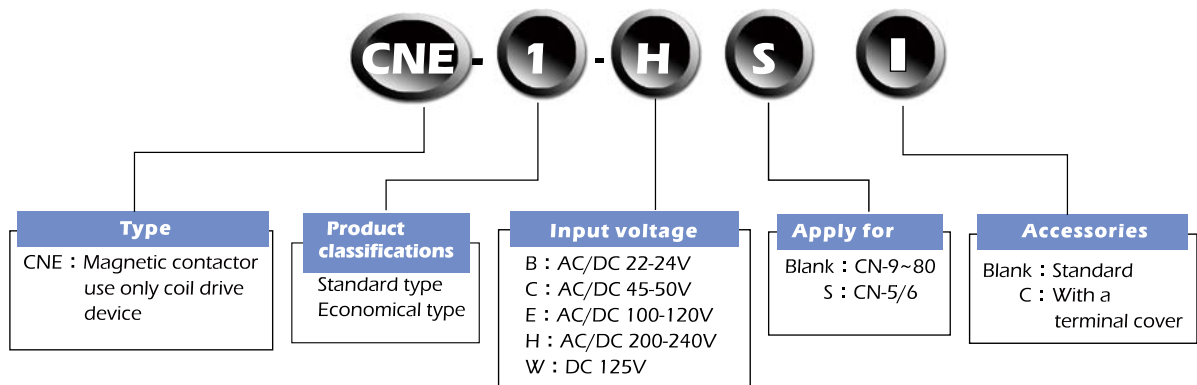 CNE - 1 - H S I
Type
CNE : Magnetic contactor
use only coil drive
device
Product
classifications
Standard type
Economical type
Input voltage
B : AC/DC 22-24V
C : AC/DC 45-50V
E : AC/DC 100-120V
H : AC/DC 200-240V
W : DC 125V
Apply for
Blank : CN-9~80
S : CN-5/6
Accessories
Blank : Standard
C : With a
terminal cover